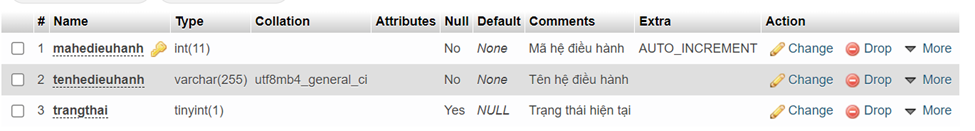 # Name Type Collation Attributes Null Default Comments Extra Action
1 mahedieuhanh int(11) No None Mã hệ điều hành AUTO_INCREMENT Change Drop More
2 tenhedieuhanh varchar(255) utf8mb4_general_ci No None Tên hệ điều hành Change Drop More
3 trangthai tinyint(1) Yes NULL Trạng thái hiện tại Change Drop More